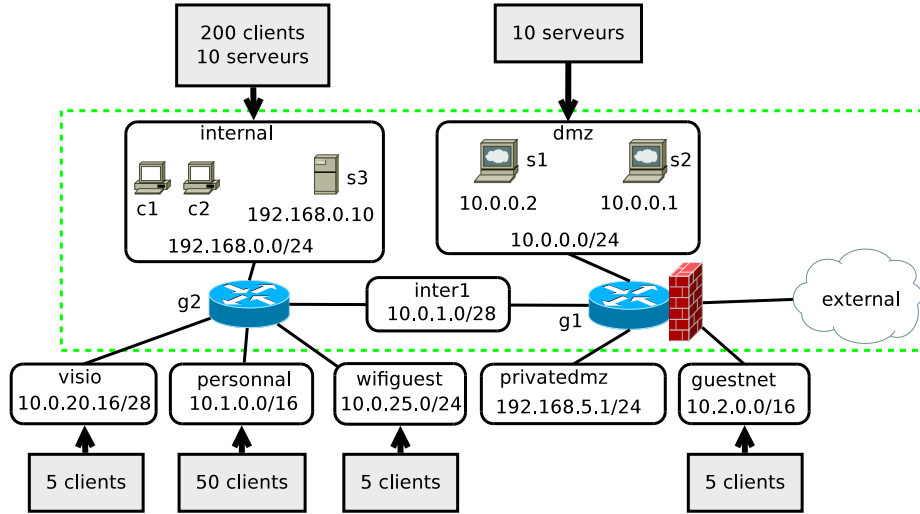 200 clients
10 serveurs
10 serveurs
internal
c1
c2
s3
192.168.0.10
192.168.0.0/24
dmz
s1
s2
10.0.0.2
10.0.0.1
10.0.0.0/24
g2
inter1
10.0.1.0/28
g1
external
visio
10.0.20.16/28
personnal
10.1.0.0/16
wifiguest
10.0.25.0/24
privatedmz
192.168.5.1/24
guestnet
10.2.0.0/16
5 clients
50 clients
5 clients
5 clients